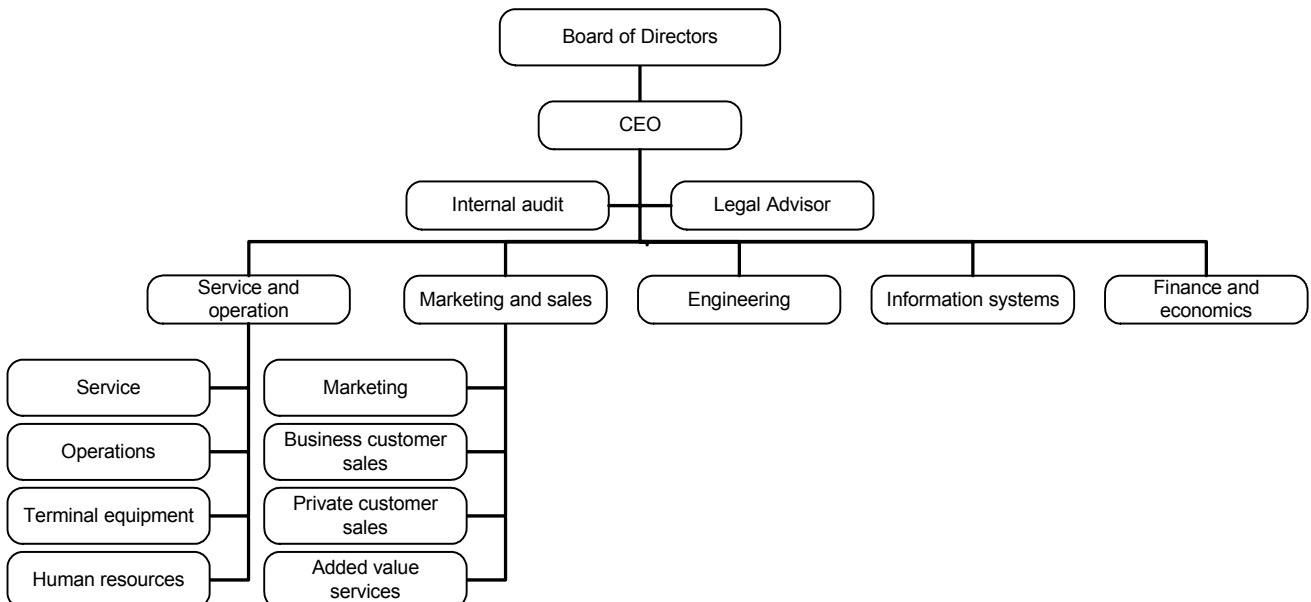 Board of Directors
CEO
Internal audit
Legal Advisor
Service and
operation
Marketing and sales
Engineering
Information systems
Finance and
economics
Service
Marketing
Operations
Business customer
sales
Terminal equipment
Private customer
sales
Human resources
Added value
services